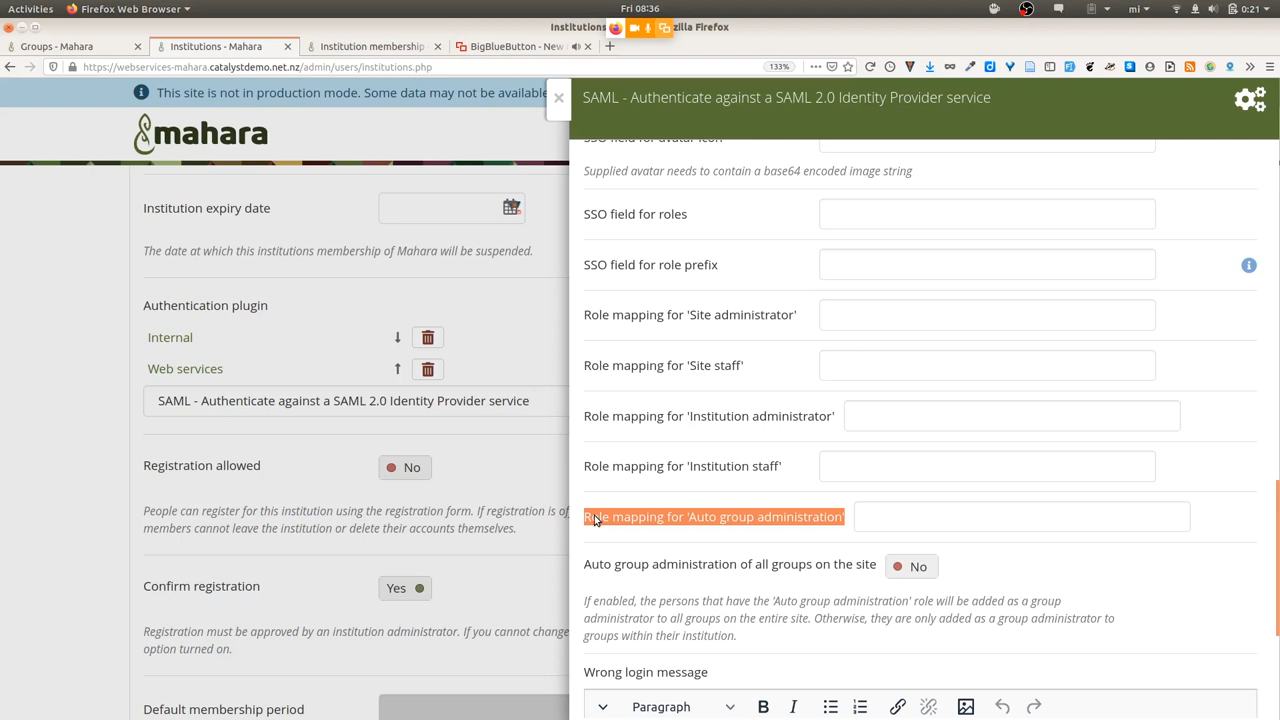 Activities
Firefox Web Browser
Fri 08:36
mi
0:21
Institutions
zilla Firefox
Groups - Mahara
Institutions - Mahara
Institution membership
BigBlueButton - New
https://webservices-mahara.catalystdemo.net.nz/admin/users/institutions.php
133%
This site is not in production mode. Some data may not be available
mahara
Institution expiry date
The date at which this institutions membership of Mahara will be suspended.
Authentication plugin
Internal
Web services
SAML - Authenticate against a SAML 2.0 Identity Provider service
Registration allowed
No
People can register for this institution using the registration form. If registration is of
members cannot leave the institution or delete their accounts themselves.
Confirm registration
Yes
Registration must be approved by an institution administrator. If you cannot change
option turned on.
Default membership period
SAML - Authenticate against a SAML 2.0 Identity Provider service
SSO field for avatar icon
Supplied avatar needs to contain a base64 encoded image string
SSO field for roles
SSO field for role prefix
Role mapping for 'Site administrator'
Role mapping for 'Site staff'
Role mapping for 'Institution administrator'
Role mapping for 'Institution staff'
Role mapping for 'Auto group administration'
Auto group administration of all groups on the site
No
If enabled, the persons that have the 'Auto group administration' role will be added as a group
administrator to all groups on the entire site. Otherwise, they are only added as a group administrator to
groups within their institution.
Wrong login message
Paragraph
B
I